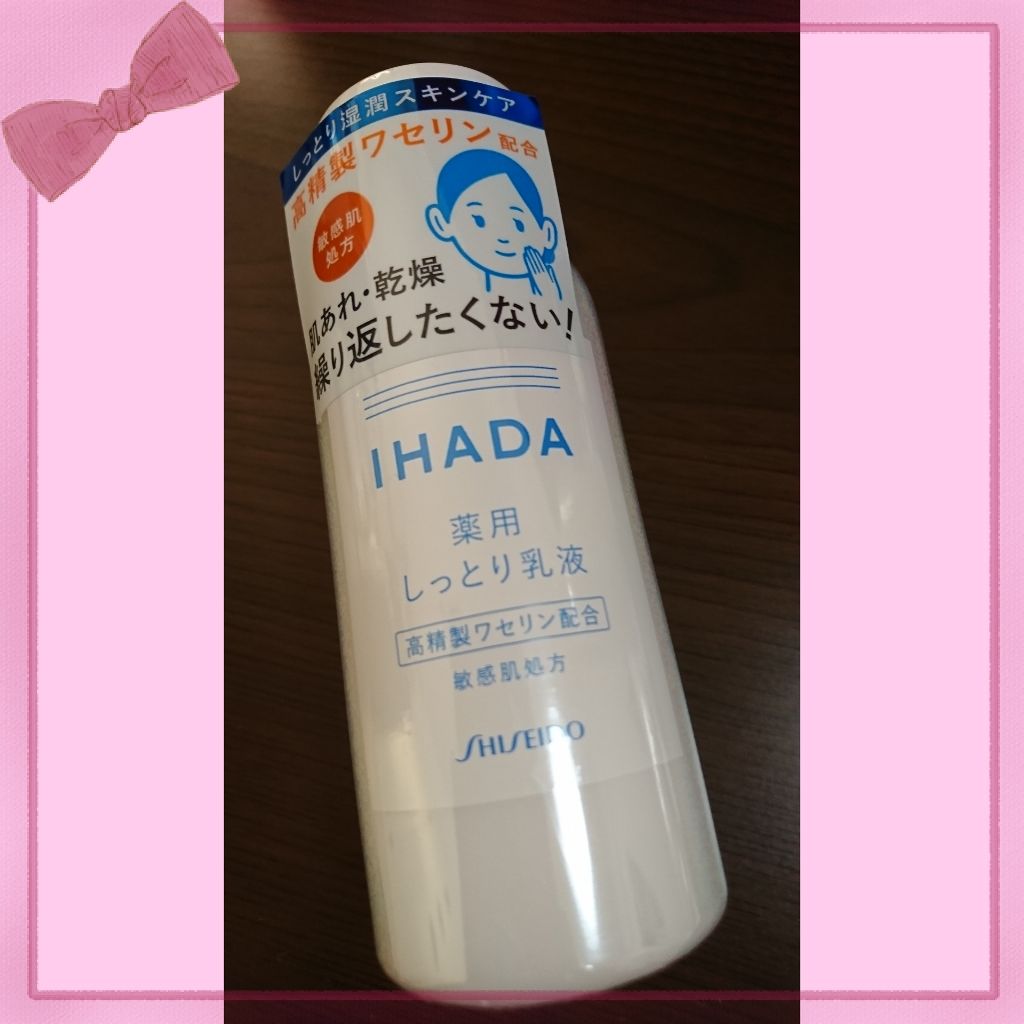 しっとり湿潤スキンケア
高精製ワセリン配合
敏感肌
処方
肌あれ・乾燥
繰り返したくない!
IHADA
薬用
しっとり乳液
高精製ワセリン配合
敏感肌処方
SHISEIDO